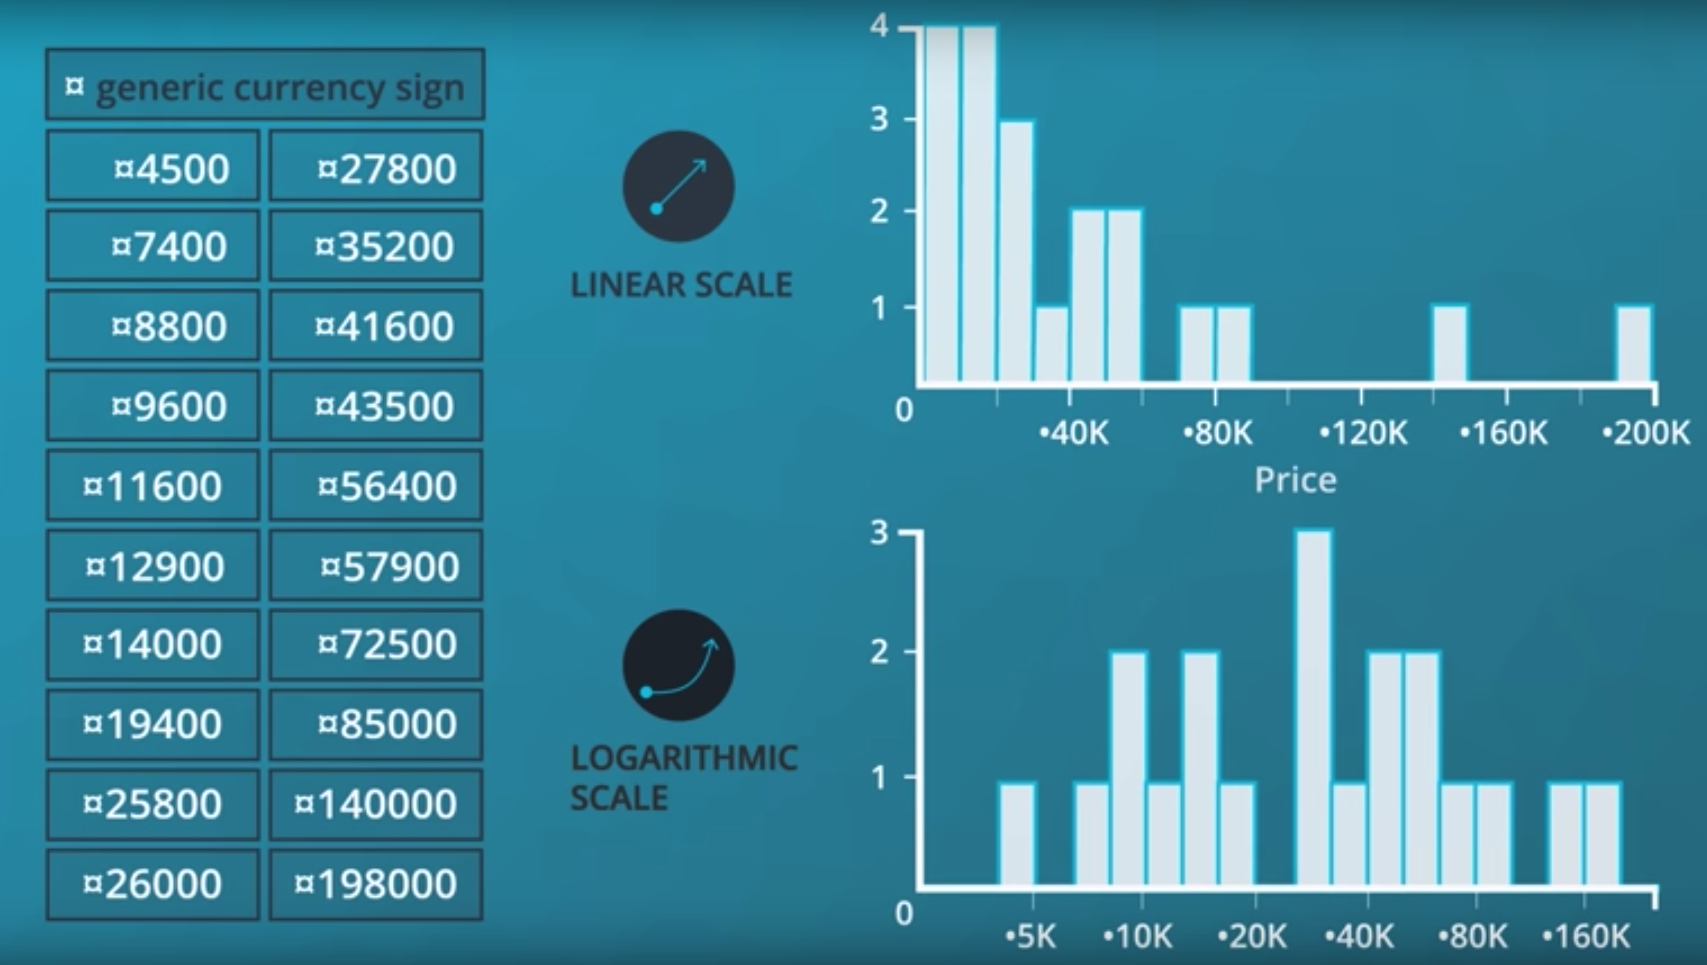 ¤ generic currency sign
¤4500 ¤27800
¤7400 ¤35200
¤8800 ¤41600
¤9600 ¤43500
¤11600 ¤56400
¤12900 ¤57900
¤14000 ¤72500
¤19400 ¤85000
¤25800 ¤140000
¤26000 ¤198000
LINEAR SCALE
LOGARITHMIC
SCALE
4
3
2
1
0
•40K •80K •120K •160K •200K
Price
3
2
1
0
•5K •10K •20K •40K •80K •160K